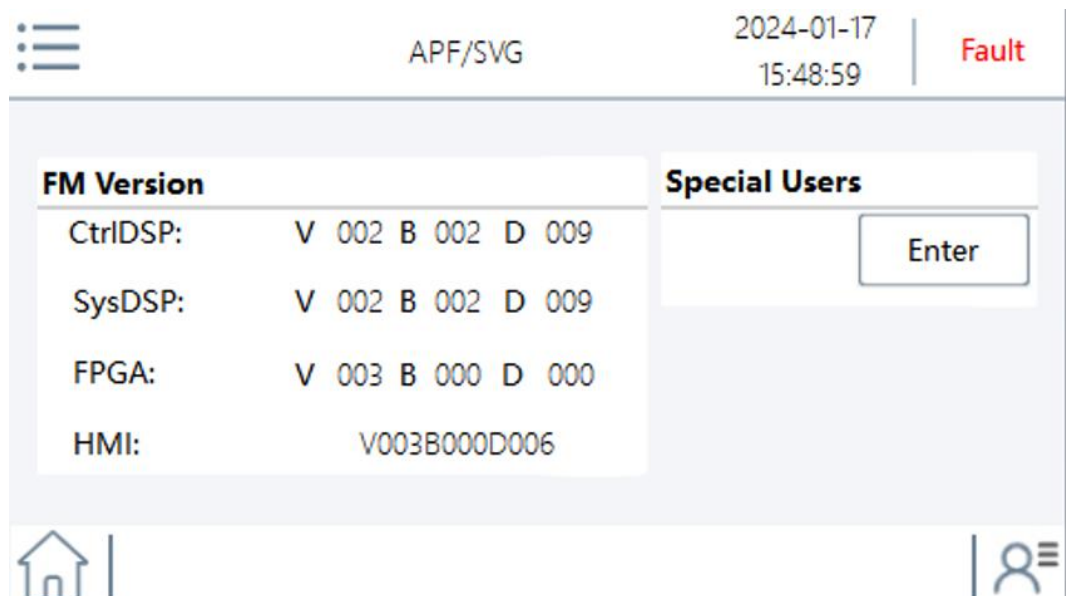 APF/SVG
2024-01-17
15:48:59
Fault
FM Version
CtrlDSP: V 002 B 002 D 009
SysDSP: V 002 B 002 D 009
FPGA: V 003 B 000 D 000
HMI: V003B000D006
Special Users
Enter